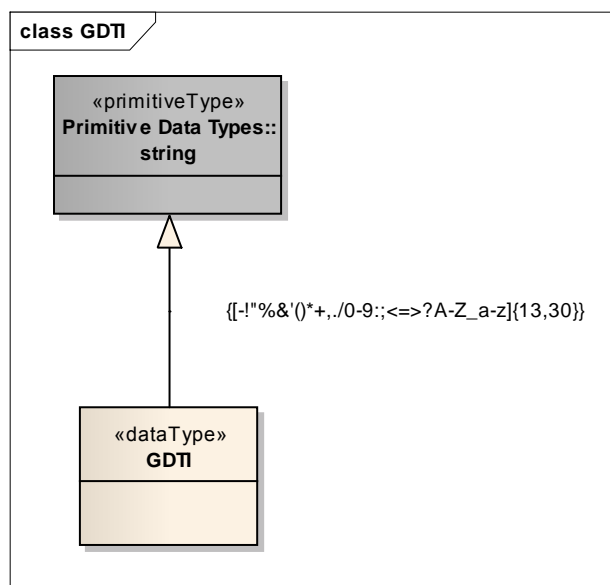 class GDTI
«primitiveType»
Primitive Data Types::
string
{[-!"%&'()*+,./0-9:;<=>?A-Z_a-z]{13,30}}
«dataType»
GDTI